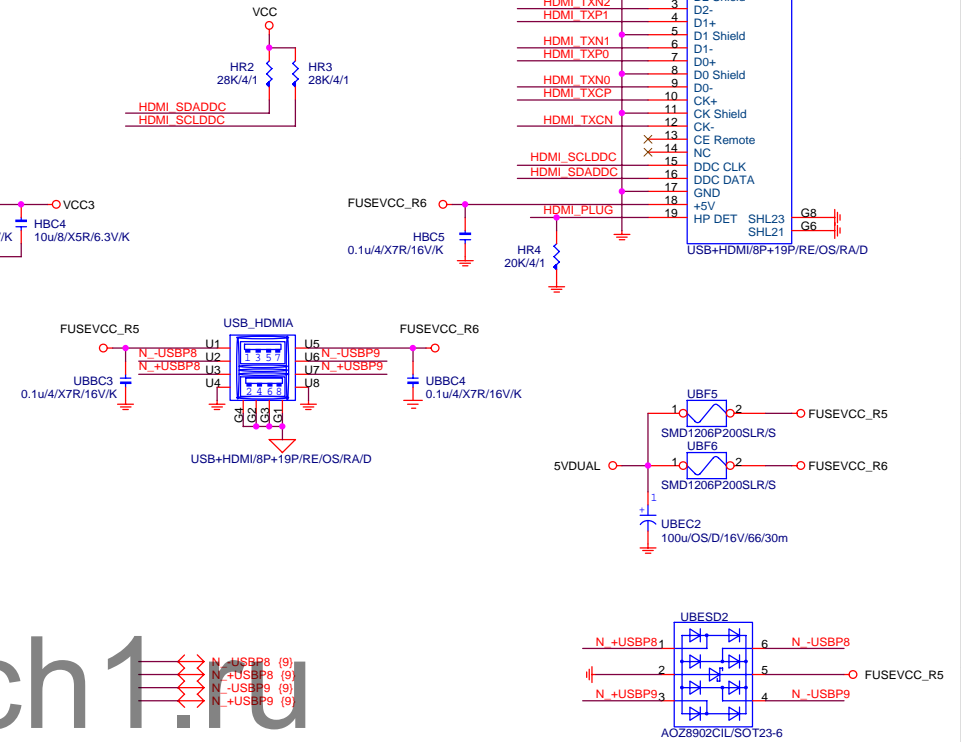 VCC
HR2
28K/4/1
HR3
28K/4/1
HDMI_SDADDC
HDMI_SCLDDC
HDMI_TXN2
3
D2-
HDMI_TXP1
4
D1+
5
D1 Shield
HDMI_TXN1
6
D1-
HDMI_TXP0
7
D0+
8
D0 Shield
HDMI_TXN0
9
D0-
HDMI_TXCP
10
CK+
11
CK Shield
HDMI_TXCN
12
CK-
13
CE Remote
14
NC
HDMI_SCLDDC
15
DDC CLK
HDMI_SDADDC
16
DDC DATA
17
GND
FUSEVCC_R6
18
+5V
HDMI_PLUG
19
HP DET
SHL23
G8
SHL21
G6
USB+HDMI/8P+19P/RE/OS/RA/D
VCC3
HBC4
10u/8/X5R/6.3V/K
/K
HBC5
0.1u/4/X7R/16V/K
HR4
20K/4/1
FUSEVCC_R5
USB_HDMIA
FUSEVCC_R6
U1
U5
N_-USBP8
U2
U6
N_-USBP9
N_+USBP8
U3
U7
N_+USBP9
U4
U8
1 3 5 7
2 4 6 8
UBBC3
0.1u/4/X7R/16V/K
UBBC4
0.1u/4/X7R/16V/K
G4
G2
G3
G1
USB+HDMI/8P+19P/RE/OS/RA/D
UBF5
1
2
FUSEVCC_R5
SMD1206P200SLR/S
UBF6
5VDUAL
1
2
FUSEVCC_R6
SMD1206P200SLR/S
1
+
UBEC2
100u/OS/D/16V/66/30m
UBESD2
N_+USBP8
1
6
N_-USBP8
2
5
FUSEVCC_R5
N_+USBP9
3
4
N_-USBP9
AOZ8902CIL/SOT23-6
N_-USBP8 {9}
N_+USBP8 {9}
N_-USBP9 {9}
N_+USBP9 {9}
ch1.ru